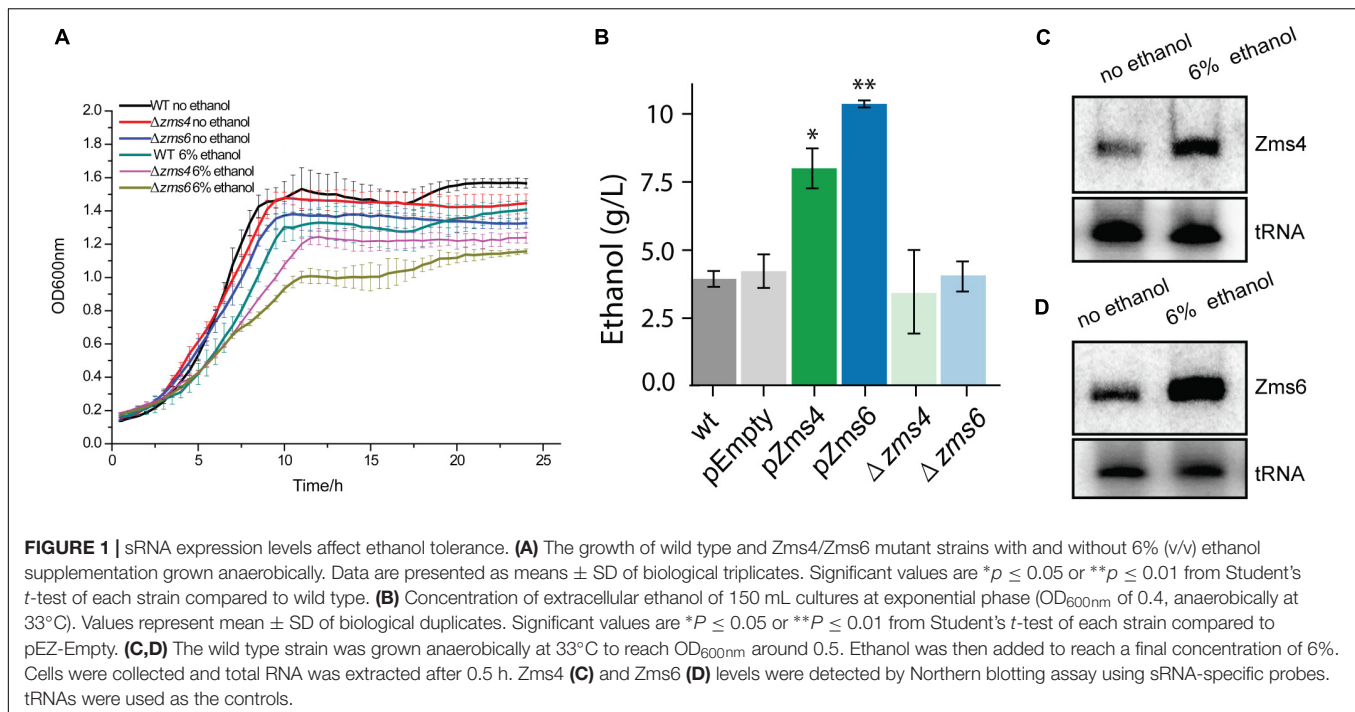 A
WT no ethanol
Δzms4 no ethanol
Δzms6 no ethanol
WT 6% ethanol
Δzms4 6% ethanol
Δzms6 6% ethanol
2.0
1.8
1.6
1.4
1.2
1.0
0.8
0.6
0.4
0.2
0.0
OD600nm
0 5 10 15 20 25
Time/h
B
10
7.5
5.0
2.5
0.0
Ethanol (g/L)
*
**
wt
pEmpty
pZms4
pZms6
Δ zms4
Δ zms6
C
no ethanol
6% ethanol
Zms4
tRNA
D
no ethanol
6% ethanol
Zms6
tRNA
FIGURE 1 | sRNA expression levels affect ethanol tolerance. (A) The growth of wild type and Zms4/Zms6 mutant strains with and without 6% (v/v) ethanol
supplementation grown anaerobically. Data are presented as means ± SD of biological triplicates. Significant values are *p ≤ 0.05 or **p ≤ 0.01 from Student's
t-test of each strain compared to wild type. (B) Concentration of extracellular ethanol of 150 mL cultures at exponential phase (OD600nm of 0.4, anaerobically at
33°C). Values represent mean ± SD of biological duplicates. Significant values are *P ≤ 0.05 or **P ≤ 0.01 from Student's t-test of each strain compared to
pEZ-Empty. (C,D) The wild type strain was grown anaerobically at 33°C to reach OD600nm around 0.5. Ethanol was then added to reach a final concentration of 6%.
Cells were collected and total RNA was extracted after 0.5 h. Zms4 (C) and Zms6 (D) levels were detected by Northern blotting assay using sRNA-specific probes.
tRNAs were used as the controls.